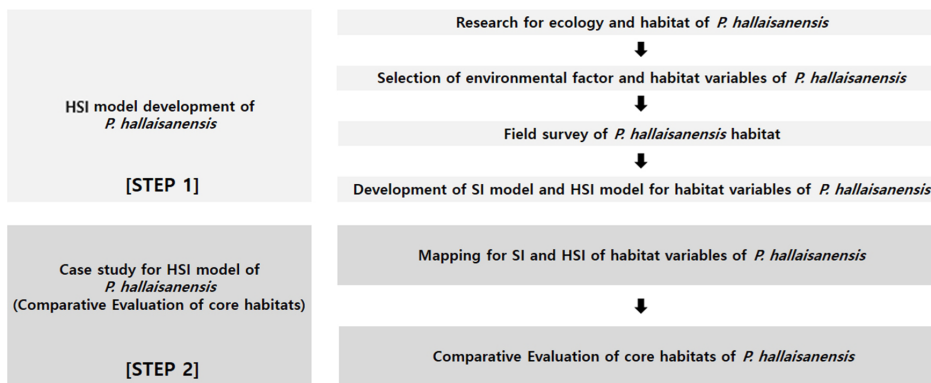 HSI model development of
P. hallaisanensis
[STEP 1]
Research for ecology and habitat of P. hallaisanensis
Selection of environmental factor and habitat variables of P. hallaisanensis
Field survey of P. hallaisanensis habitat
Development of SI model and HSI model for habitat variables of P. hallaisanensis
Case study for HSI model of
P. hallaisanensis
(Comparative Evaluation of core habitats)
[STEP 2]
Mapping for SI and HSI of habitat variables of P. hallaisanensis
Comparative Evaluation of core habitats of P. hallaisanensis